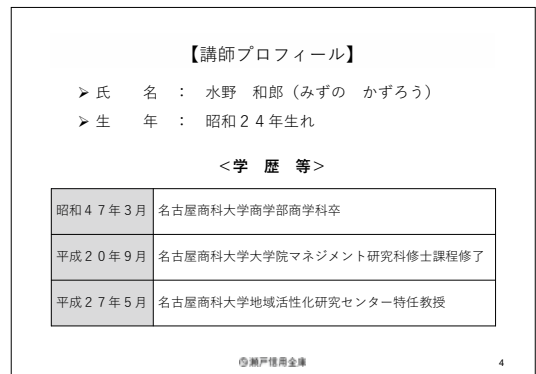 【講師プロフィール】
➢ 氏　　名　：　水野　和郎（みずの　かずろう）
➢ 生　　年　：　昭和２４年生れ
＜学　歴　等＞
昭和４７年３月 名古屋商科大学商学部商学科卒
平成２０年９月 名古屋商科大学大学院マネジメント研究科修士課程修了
平成２７年５月 名古屋商科大学地域活性化研究センター特任教授
瀬戸信用金庫
4